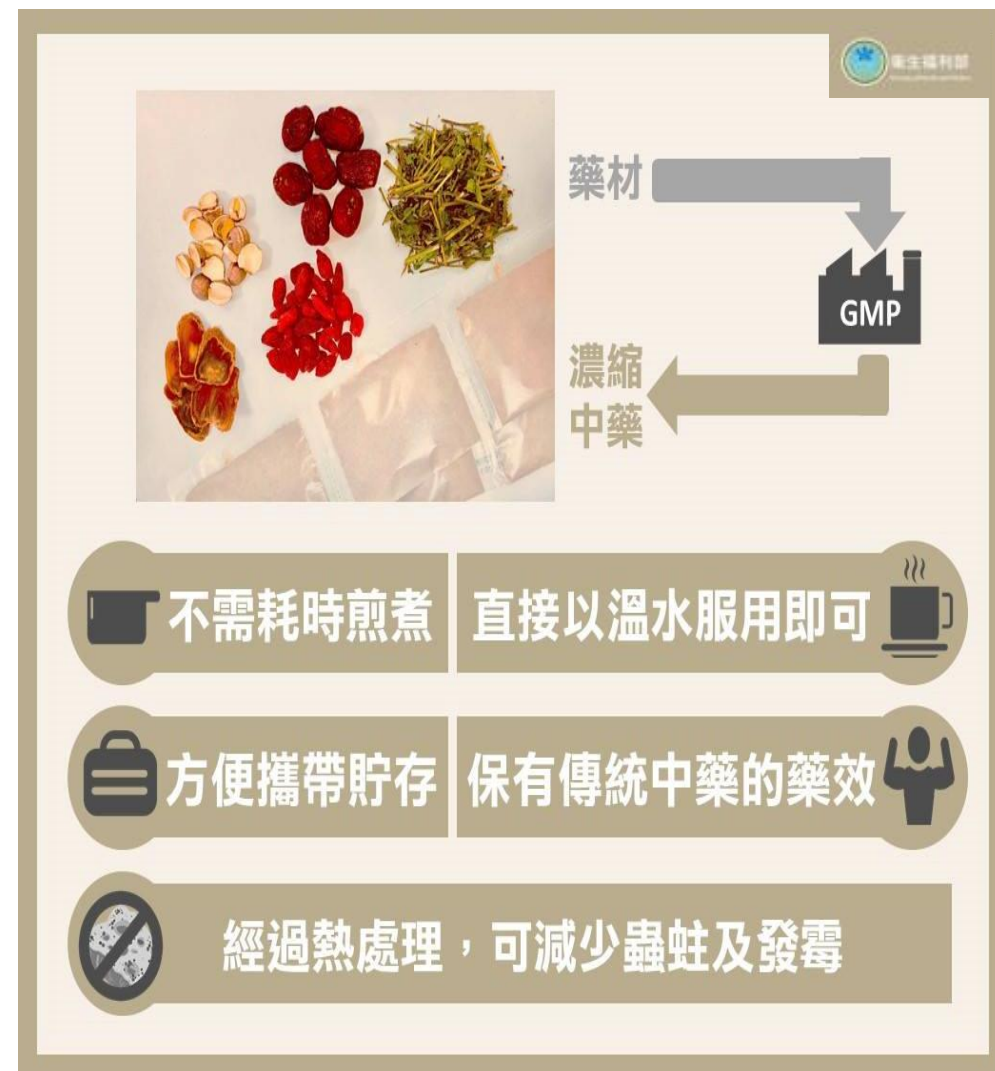 衛生福利部
藥材
GMP
濃縮
中藥
不需耗時煎煮
直接以溫水服用即可
方便攜帶貯存
保有傳統中藥的藥效
經過熱處理，可減少蟲蛀及發霉